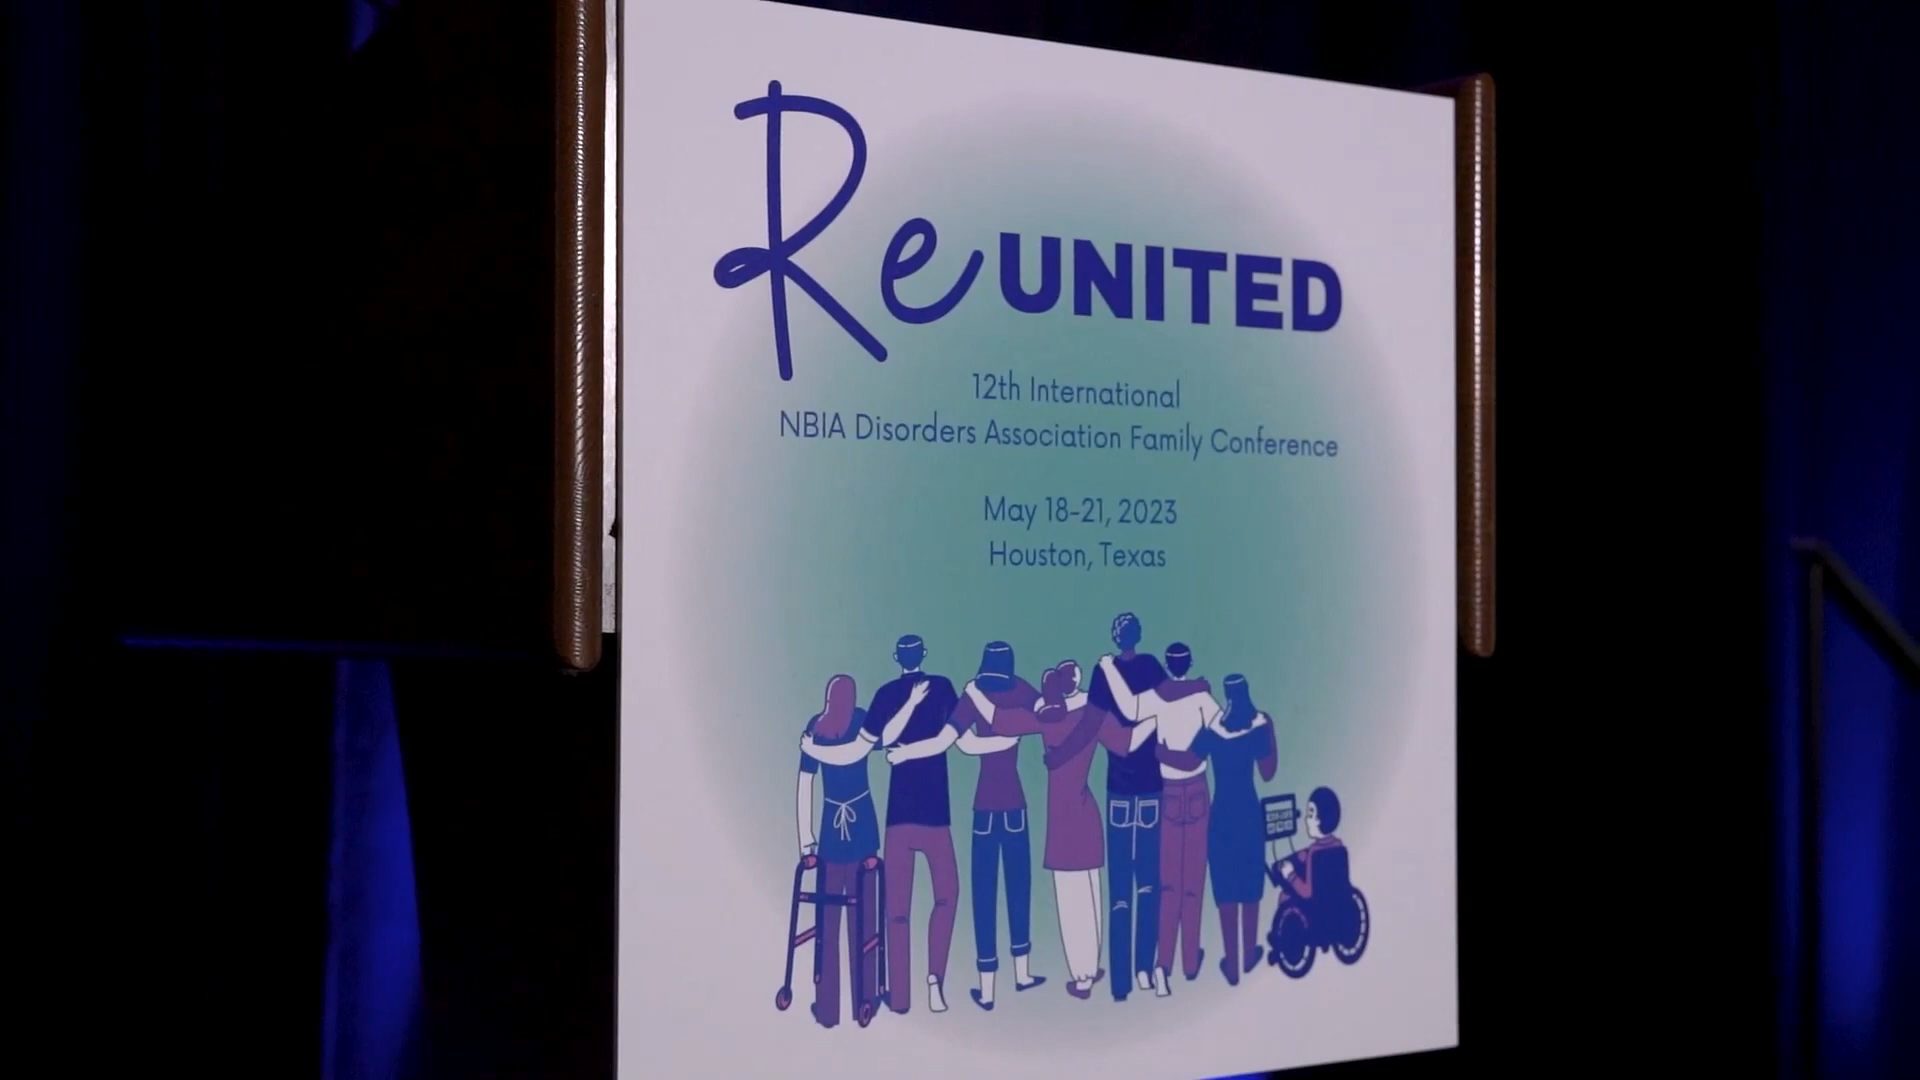 ReUNITED
12th International
NBIA Disorders Association Family Conference
May 18-21, 2023
Houston, Texas